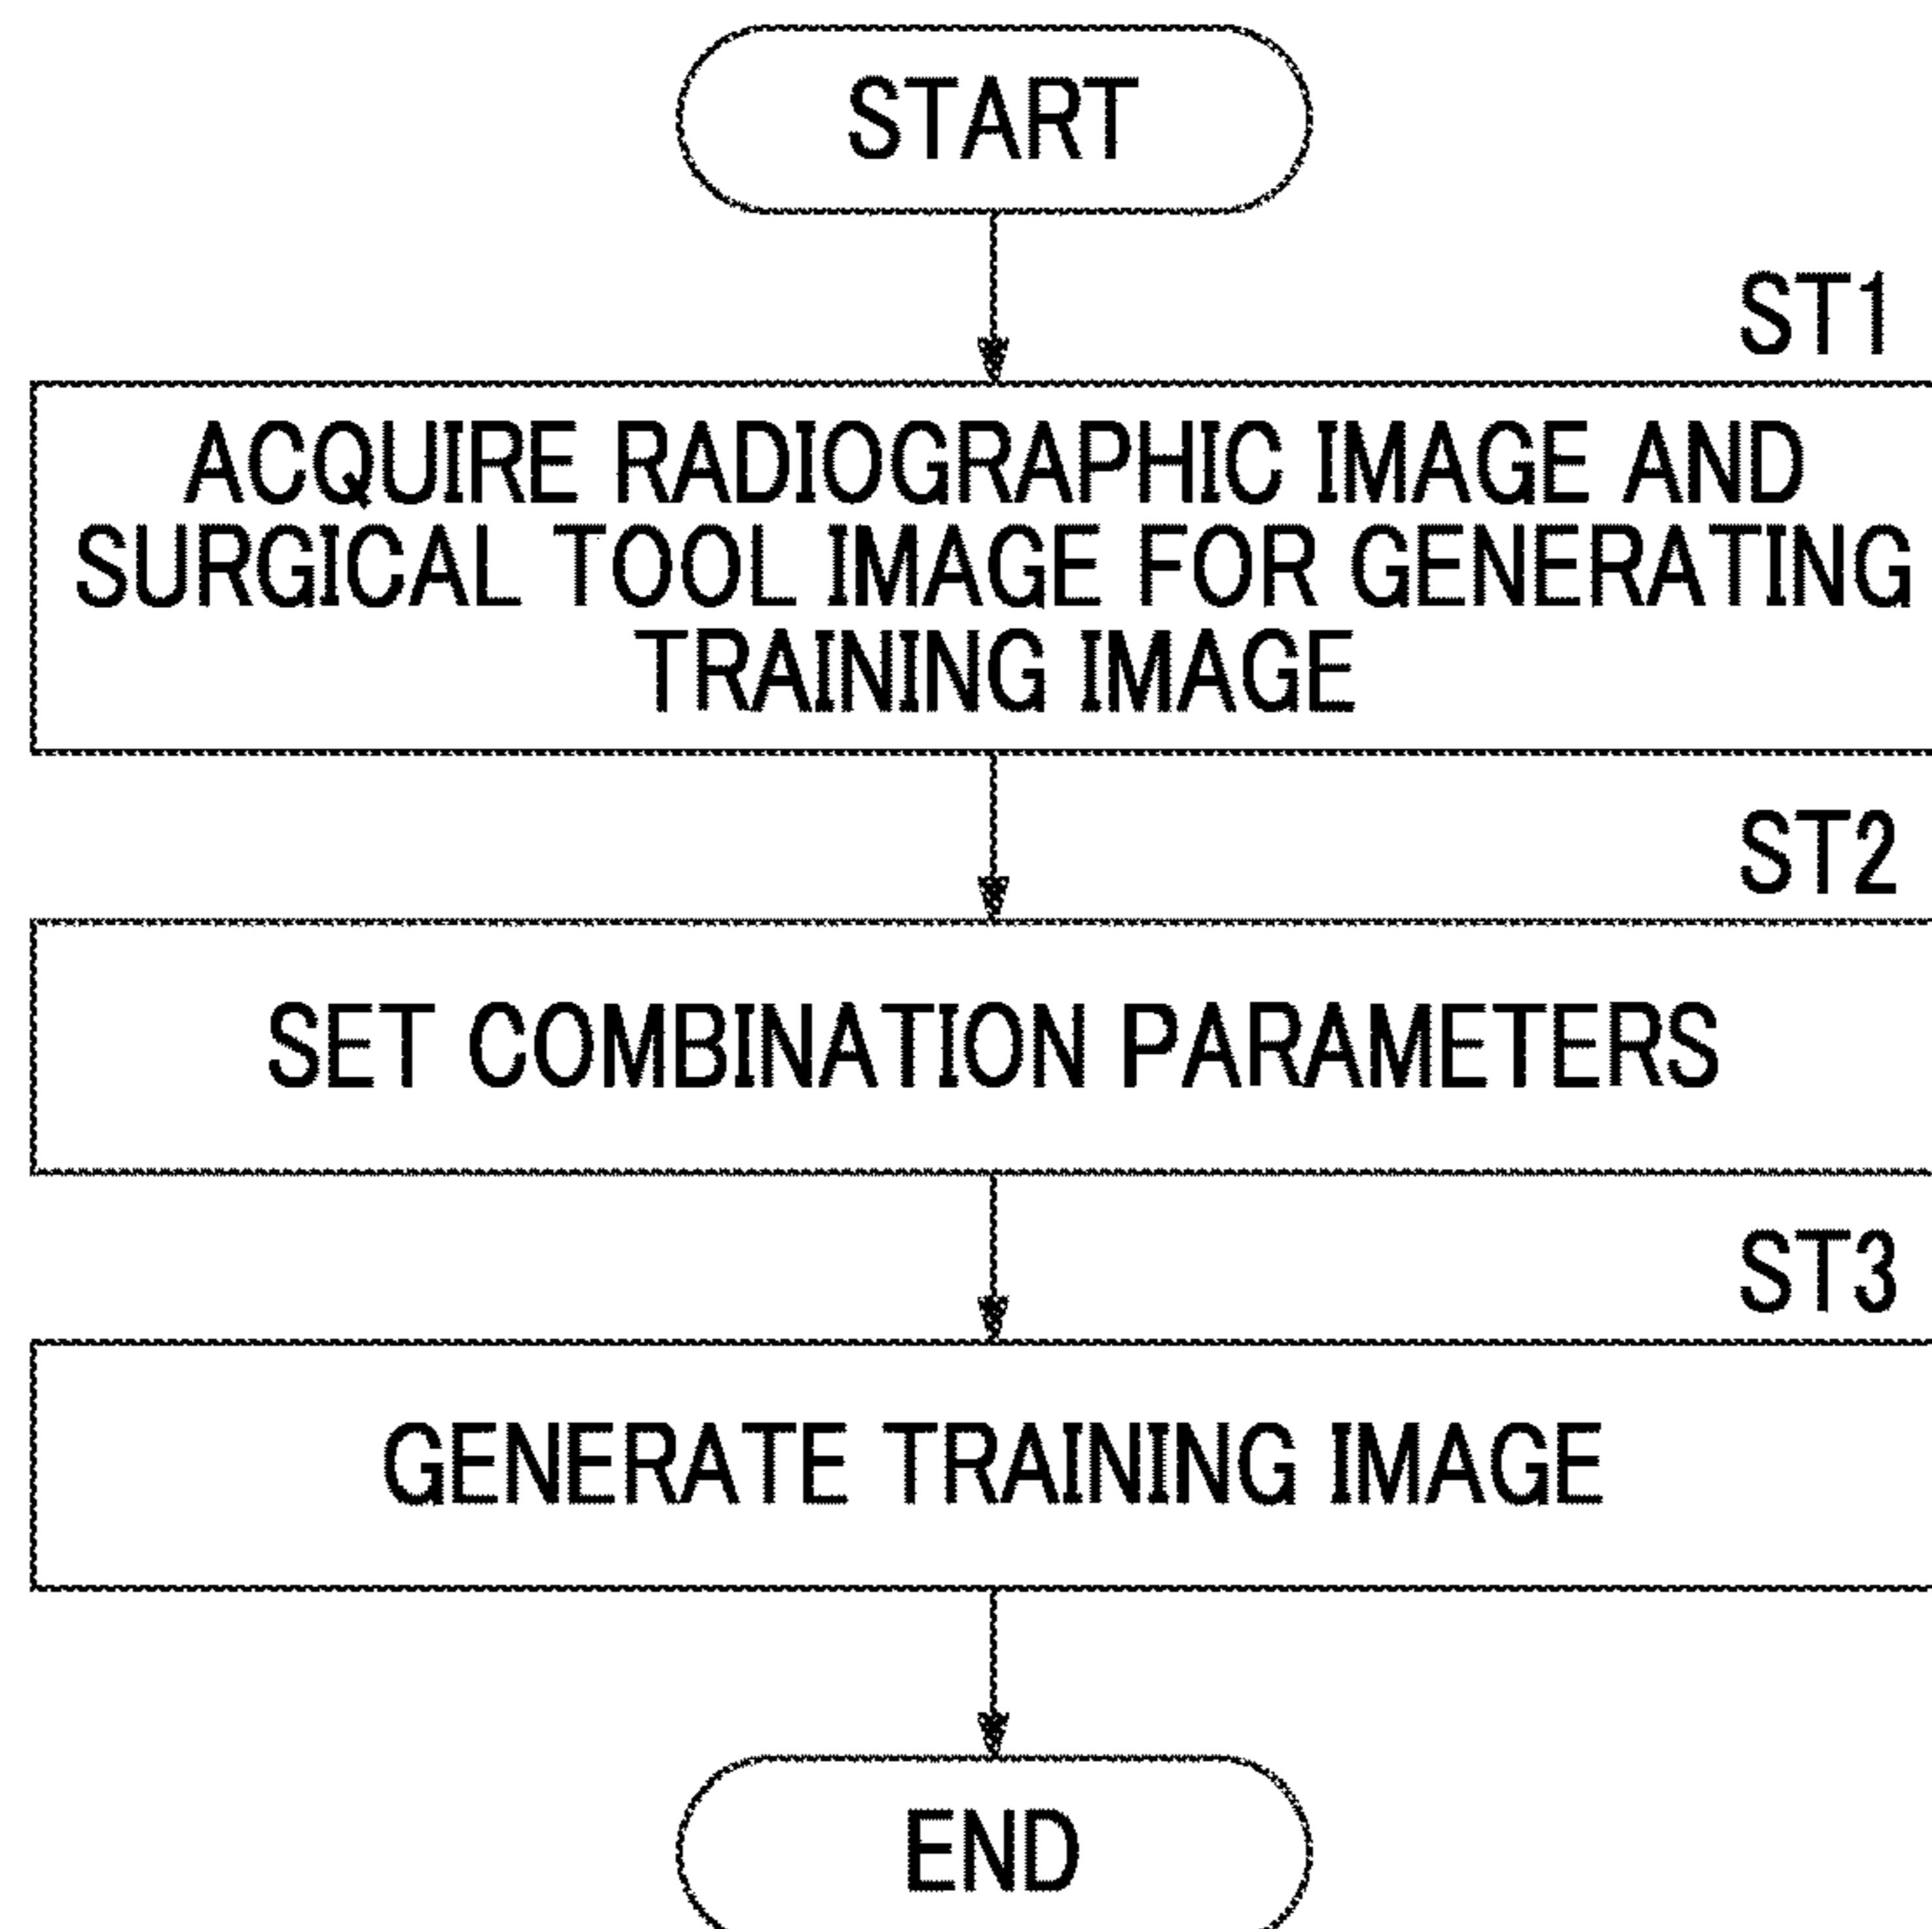 START
ST1
ACQUIRE RADIOGRAPHIC IMAGE AND
SURGICAL TOOL IMAGE FOR GENERATING
TRAINING IMAGE
ST2
SET COMBINATION PARAMETERS
ST3
GENERATE TRAINING IMAGE
END